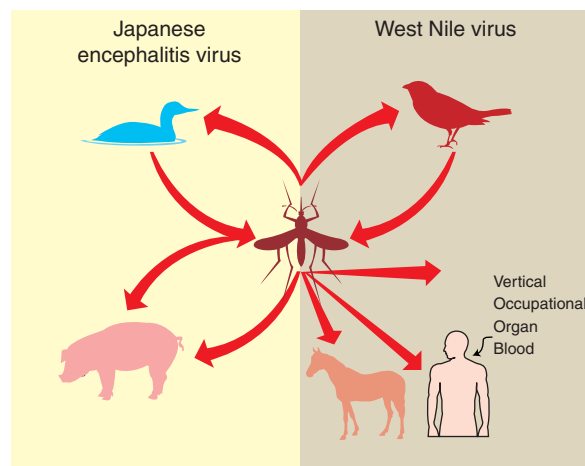 Japanese
encephalitis virus
West Nile virus
Vertical
Occupational
Organ
Blood